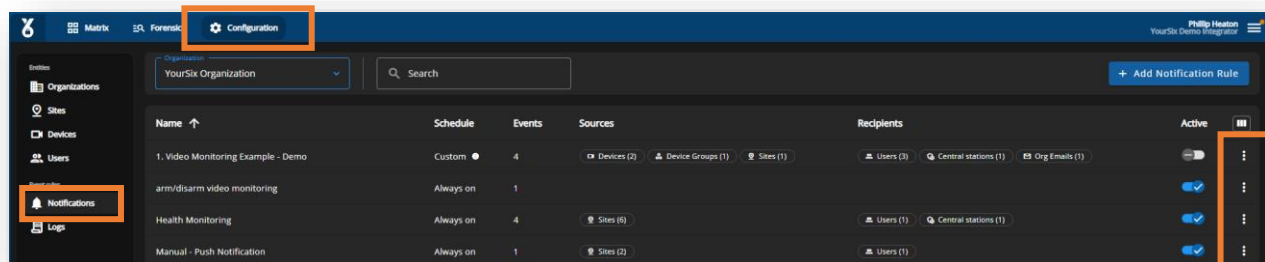 Matrix
Forensic
Configuration
Phillip Heaton
YourSix Demo Integrator
Entities
Organizations
Sites
Devices
Users
Notifications
Logs
Organization
YourSix Organization
Search
+ Add Notification Rule
Name Schedule Events Sources Recipients Active
1. Video Monitoring Example - Demo Custom 4 Devices (2) Device Groups (1) Sites (1) Users (3) Central stations (1) Org Emails (1)
arm/disarm video monitoring Always on 1
Health Monitoring Always on 4 Sites (6) Users (1) Central stations (1)
Manual - Push Notification Always on 1 Sites (2) Users (1)